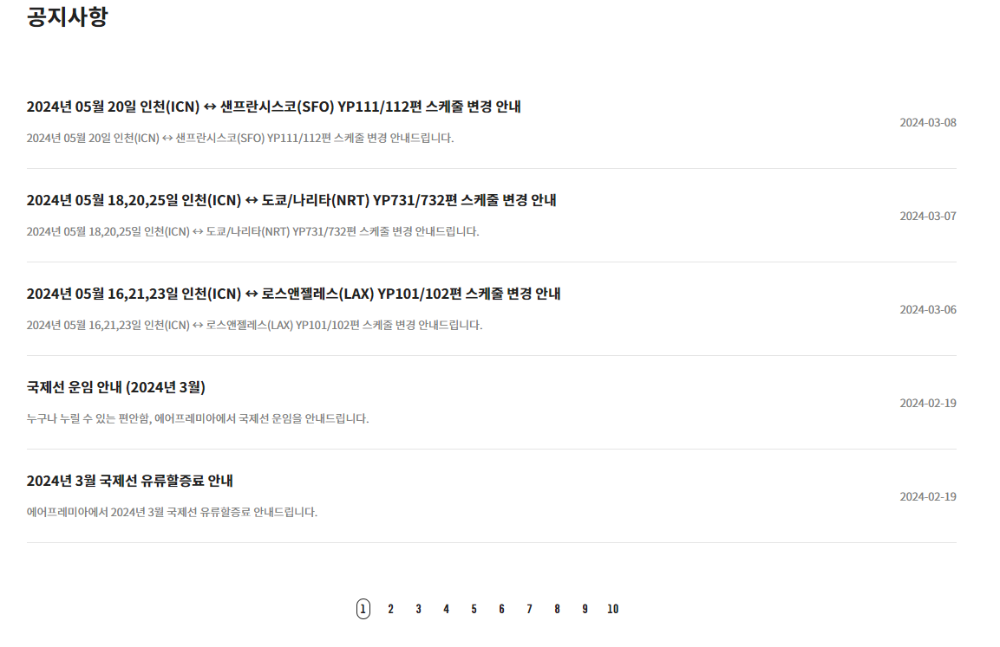 공지사항
2024년 05월 20일 인천(ICN) ↔ 샌프란시스코(SFO) YP111/112편 스케줄 변경 안내
2024년 05월 20일 인천(ICN) ↔ 샌프란시스코(SFO) YP111/112편 스케줄 변경 안내드립니다.
2024-03-08
2024년 05월 18,20,25일 인천(ICN) ↔ 도쿄/나리타(NRT) YP731/732편 스케줄 변경 안내
2024년 05월 18,20,25일 인천(ICN) ↔ 도쿄/나리타(NRT) YP731/732편 스케줄 변경 안내드립니다.
2024-03-07
2024년 05월 16,21,23일 인천(ICN) ↔ 로스앤젤레스(LAX) YP101/102편 스케줄 변경 안내
2024년 05월 16,21,23일 인천(ICN) ↔ 로스앤젤레스(LAX) YP101/102편 스케줄 변경 안내드립니다.
2024-03-06
국제선 운임 안내 (2024년 3월)
누구나 누릴 수 있는 편안함, 에어프레미아에서 국제선 운임을 안내드립니다.
2024-02-19
2024년 3월 국제선 유류할증료 안내
에어프레미아에서 2024년 3월 국제선 유류할증료 안내드립니다.
2024-02-19
1 2 3 4 5 6 7 8 9 10